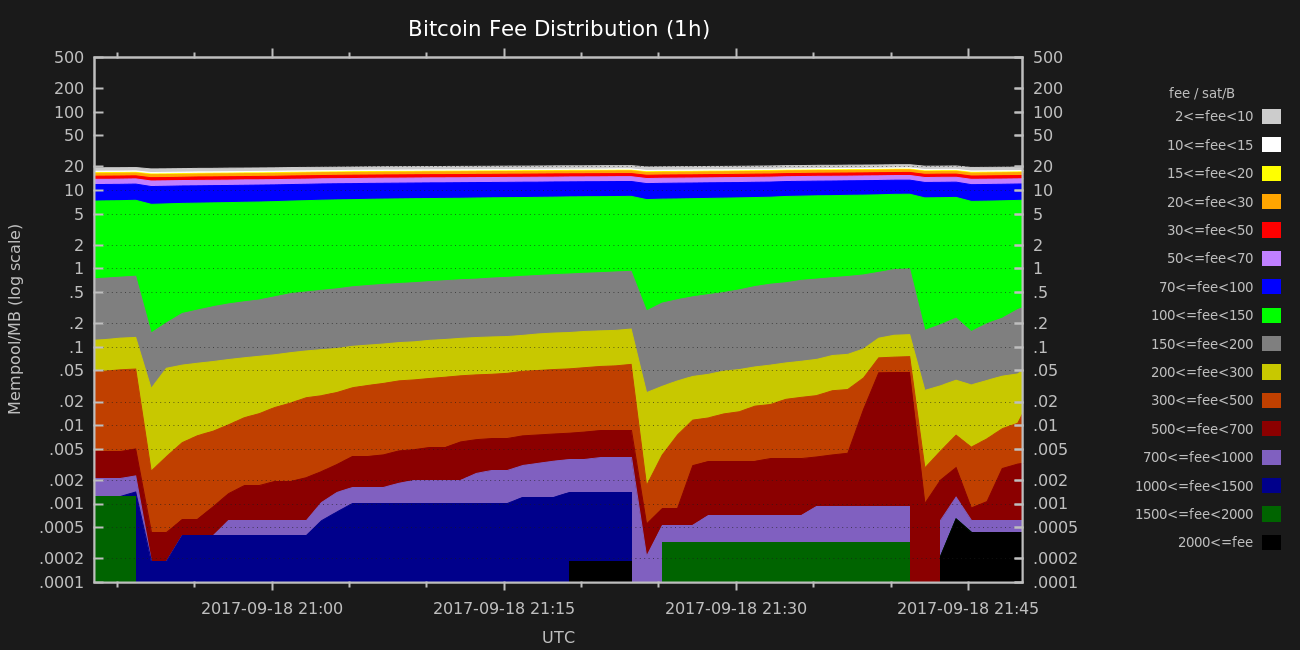 Bitcoin Fee Distribution (1h)
Mempool/MB (log scale)
500
200
100
50
20
10
5
2
1
.5
.2
.1
.05
.02
.01
.005
.002
.001
.0005
.0002
.0001
500
200
100
50
20
10
5
2
1
.5
.2
.1
.05
.02
.01
.005
.002
.001
.0005
.0002
.0001
2017-09-18 21:00
2017-09-18 21:15
2017-09-18 21:30
2017-09-18 21:45
UTC
fee / sat/B
2<=fee<10
10<=fee<15
15<=fee<20
20<=fee<30
30<=fee<50
50<=fee<70
70<=fee<100
100<=fee<150
150<=fee<200
200<=fee<300
300<=fee<500
500<=fee<700
700<=fee<1000
1000<=fee<1500
1500<=fee<2000
2000<=fee